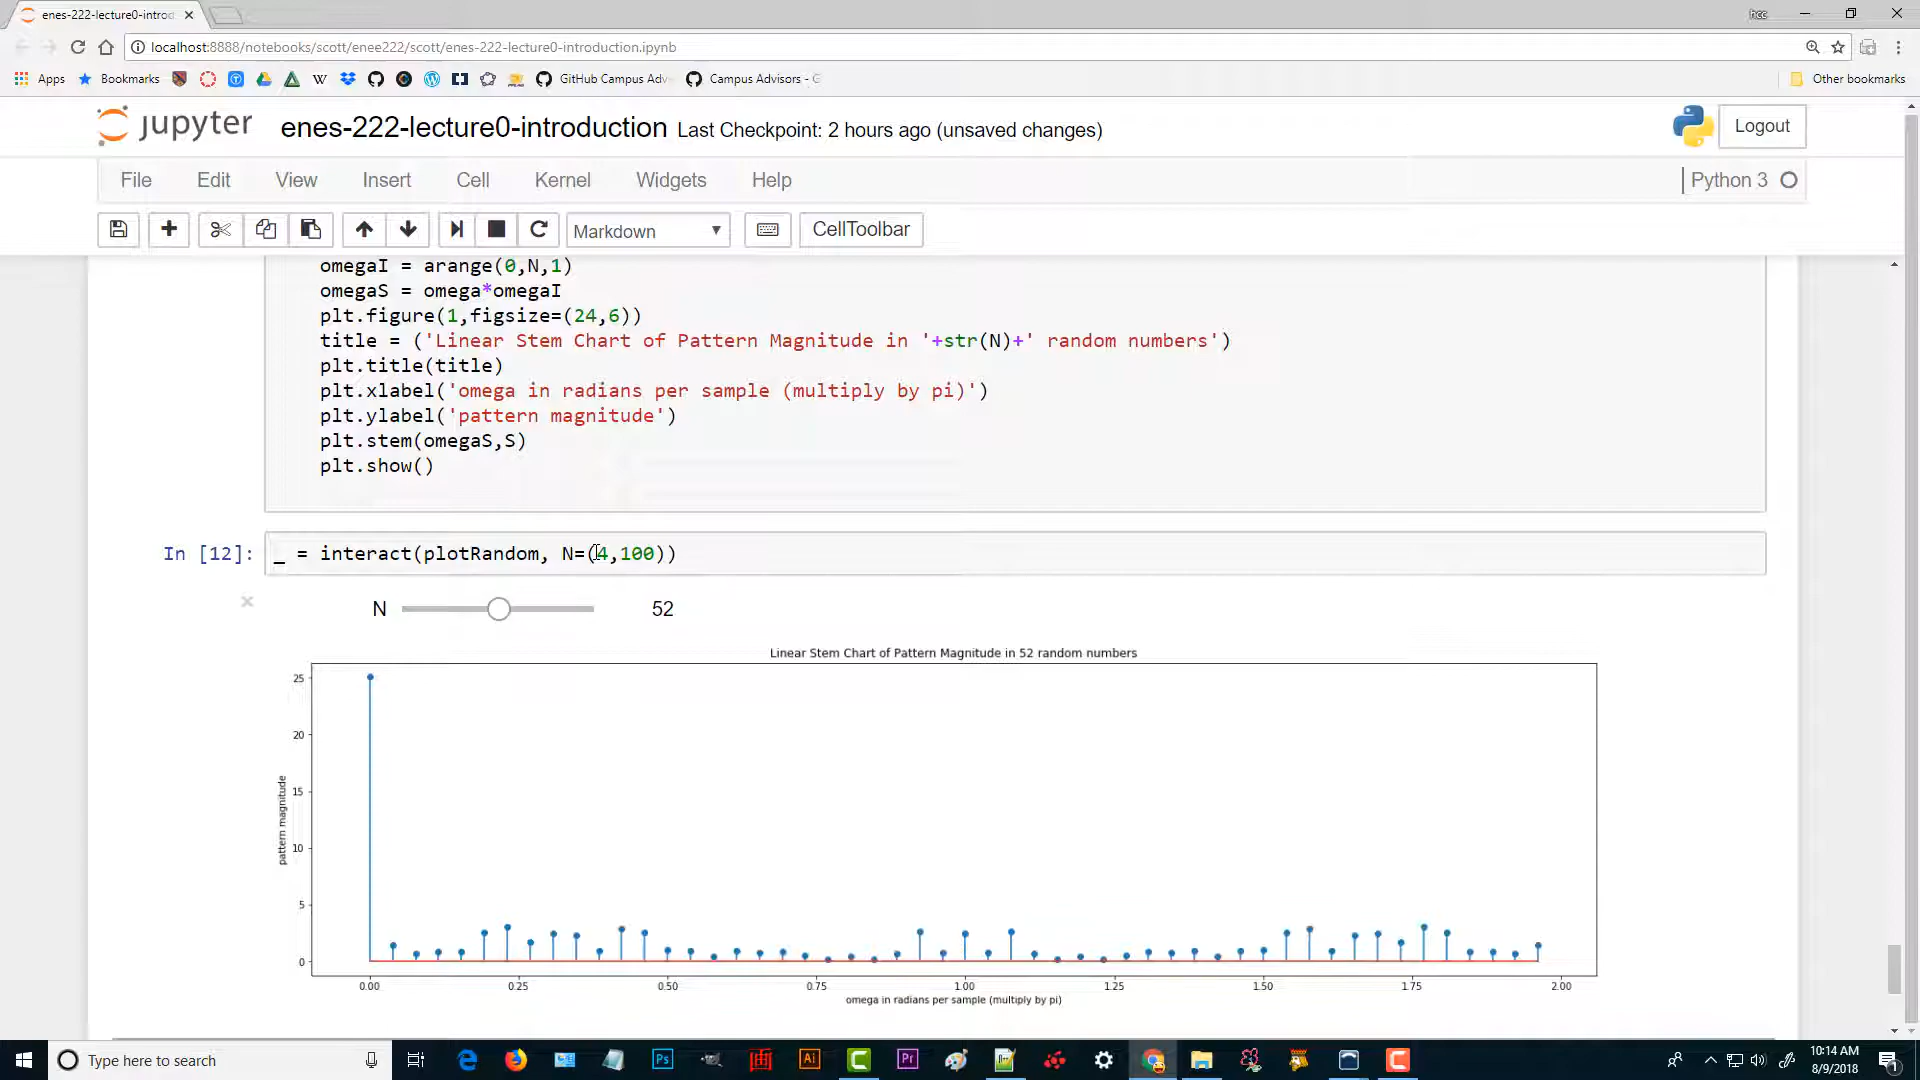 enes-222-lecture0-introd
hcc
localhost:8888/notebooks/scott/enee222/scott/enes-222-lecture0-introduction.ipynb
Apps Bookmarks GitHub Campus Adv Campus Advisors - Other bookmarks
jupyter enes-222-lecture0-introduction Last Checkpoint: 2 hours ago (unsaved changes) Logout
File Edit View Insert Cell Kernel Widgets Help Python 3
Markdown CellToolbar
omegaI = arange(0,N,1)
omegaS = omega*omegaI
plt.figure(1,figsize=(24,6))
title = ('Linear Stem Chart of Pattern Magnitude in '+str(N)+' random numbers')
plt.title(title)
plt.xlabel('omega in radians per sample (multiply by pi)')
plt.ylabel('pattern magnitude')
plt.stem(omegaS,S)
plt.show()
In [12]: _ = interact(plotRandom, N=(4,100))
N 52
Linear Stem Chart of Pattern Magnitude in 52 random numbers
25
20
15
10
5
0
pattern magnitude
0.00 0.25 0.50 0.75 1.00 1.25 1.50 1.75 2.00
omega in radians per sample (multiply by pi)
Type here to search
10:14 AM
8/9/2018